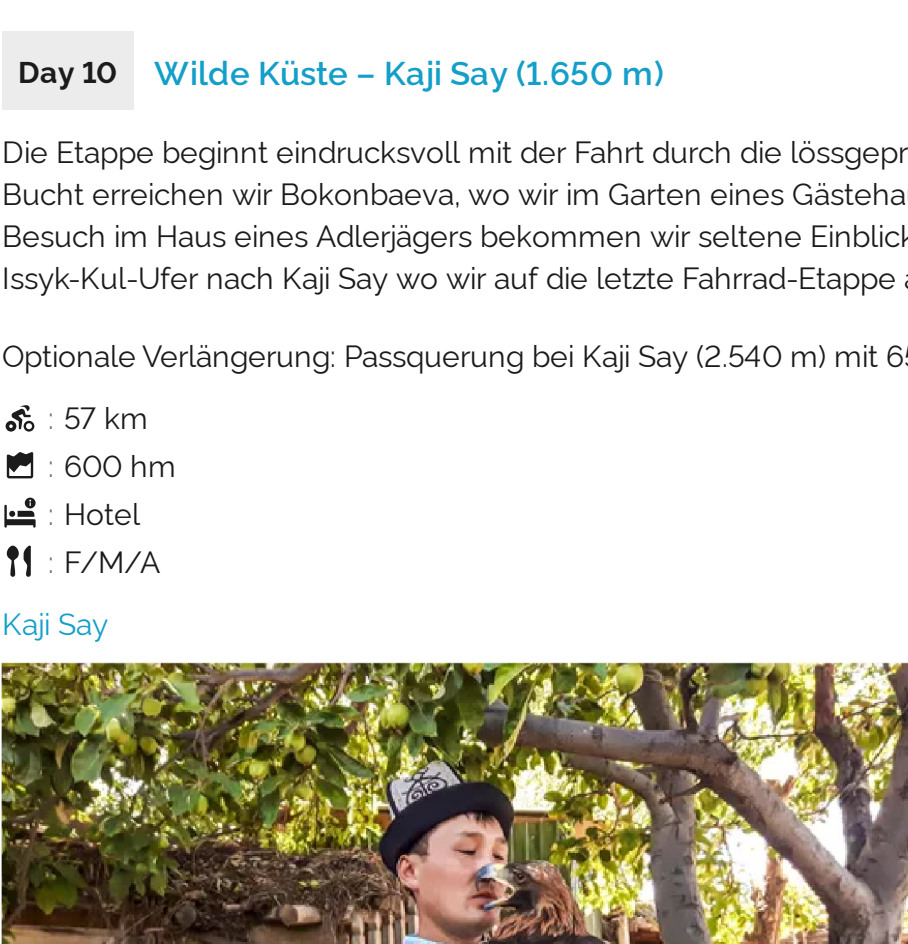 Day 10
Wilde Küste – Kaji Say (1.650 m)
Die Etappe beginnt eindrucksvoll mit der Fahrt durch die
Bucht erreichen wir Bokonbaeva, wo wir im Garten eines
Besuch im Haus eines Adlerjägers bekommen wir seltene
Issyk-Kul-Ufer nach Kaji Say wo wir auf die letzte Fahrrad-Etappe
Optionale Verlängerung: Passquerung bei Kaji Say (2.540 m) mit
: 57 km
: 600 hm
: Hotel
: F/M/A
Kaji Say